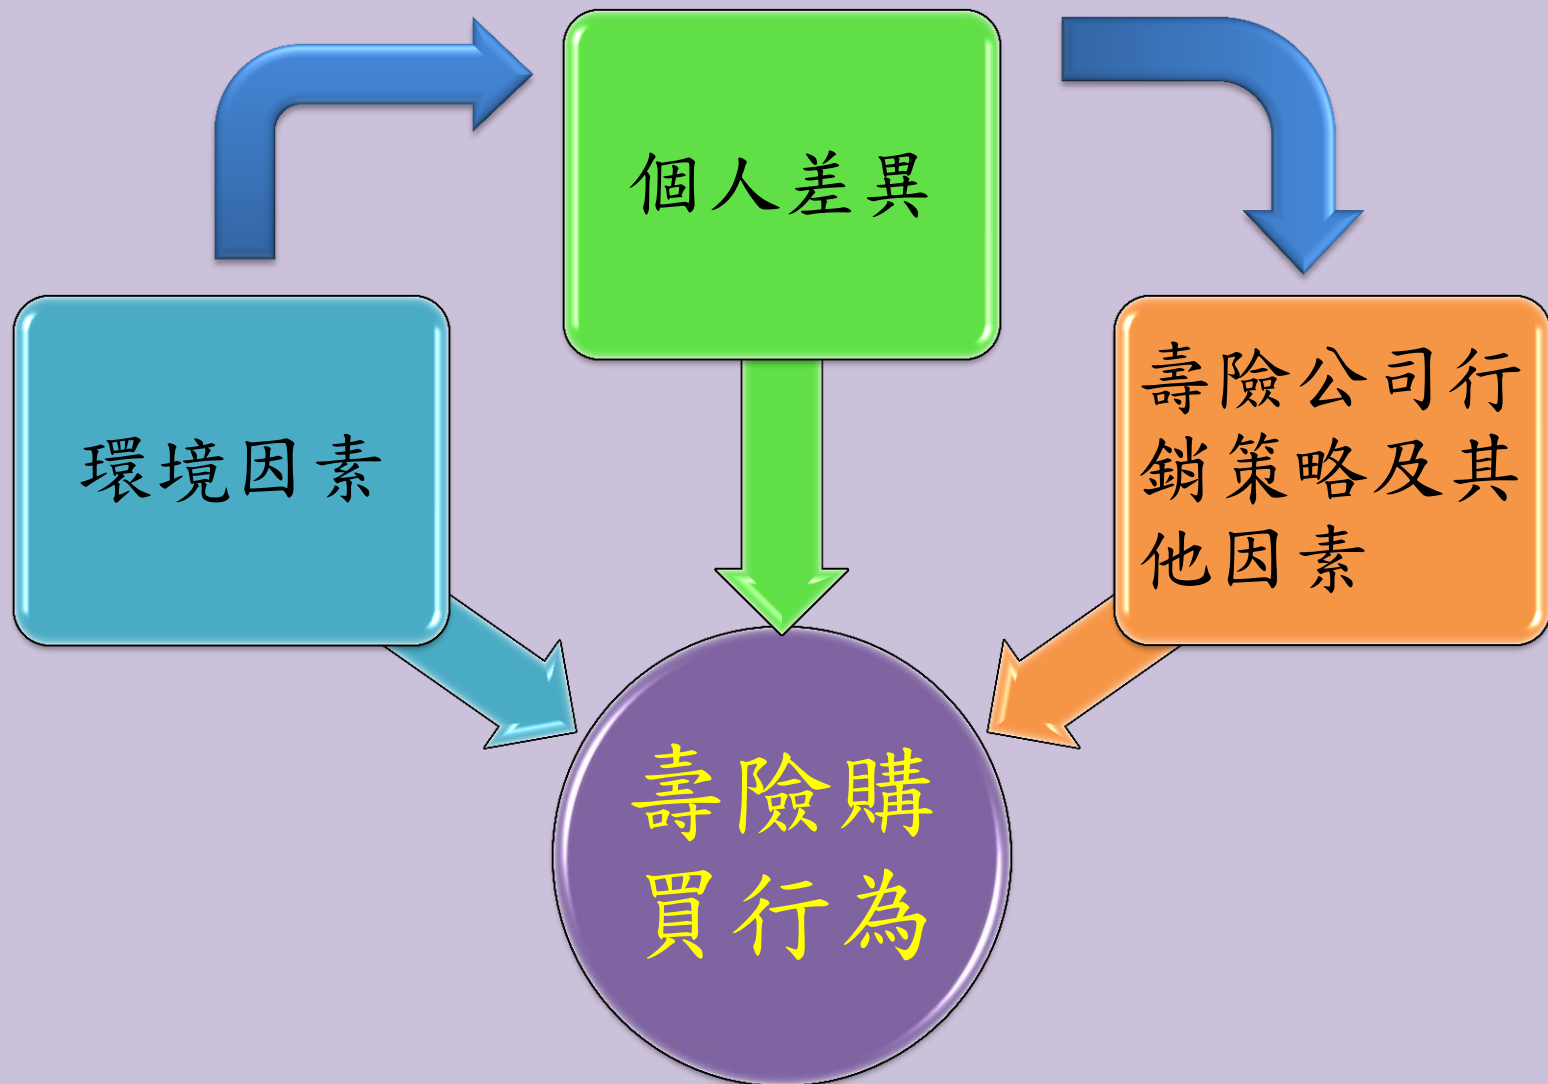 個人差異
環境因素
壽險公司行
銷策略及其
他因素
壽險購
買行為